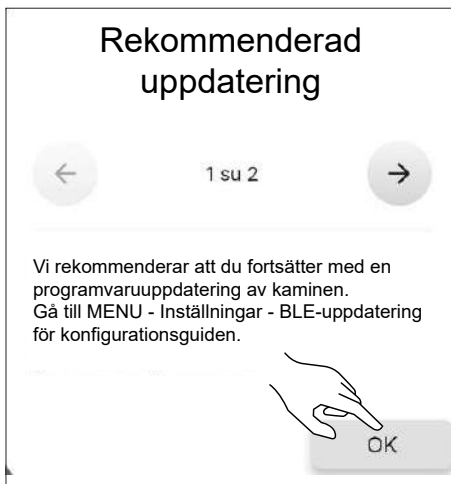 Rekommenderad
uppdatering
1 su 2
Vi rekommenderar att du fortsätter med en
programvaruuppdatering av kaminen.
Gå till MENU - Inställningar - BLE-uppdatering
för konfigurationsguiden.
OK